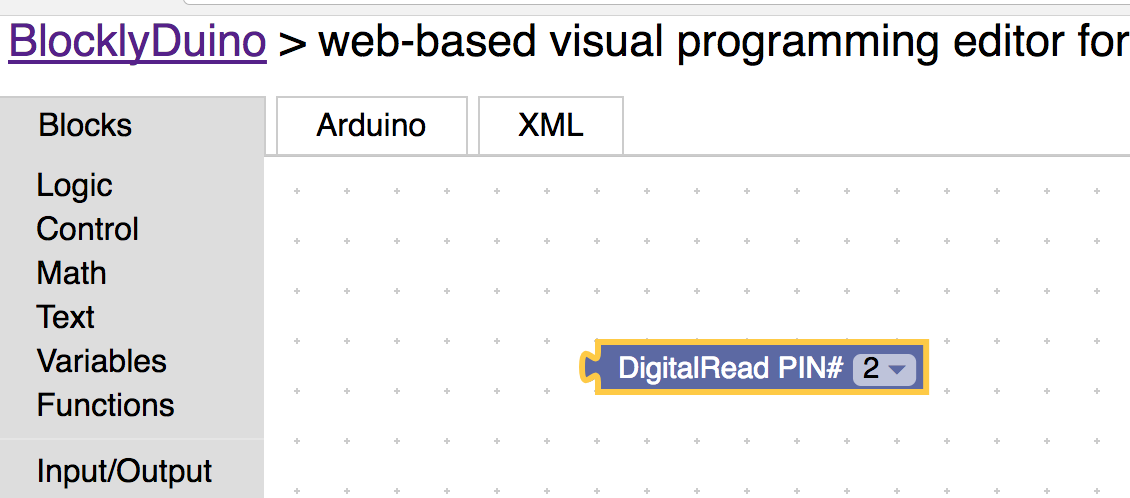 BlocklyDuino > web-based visual programming editor for
Blocks
Arduino
XML
Logic
Control
Math
Text
Variables
Functions
Input/Output
DigitalRead PIN# 2